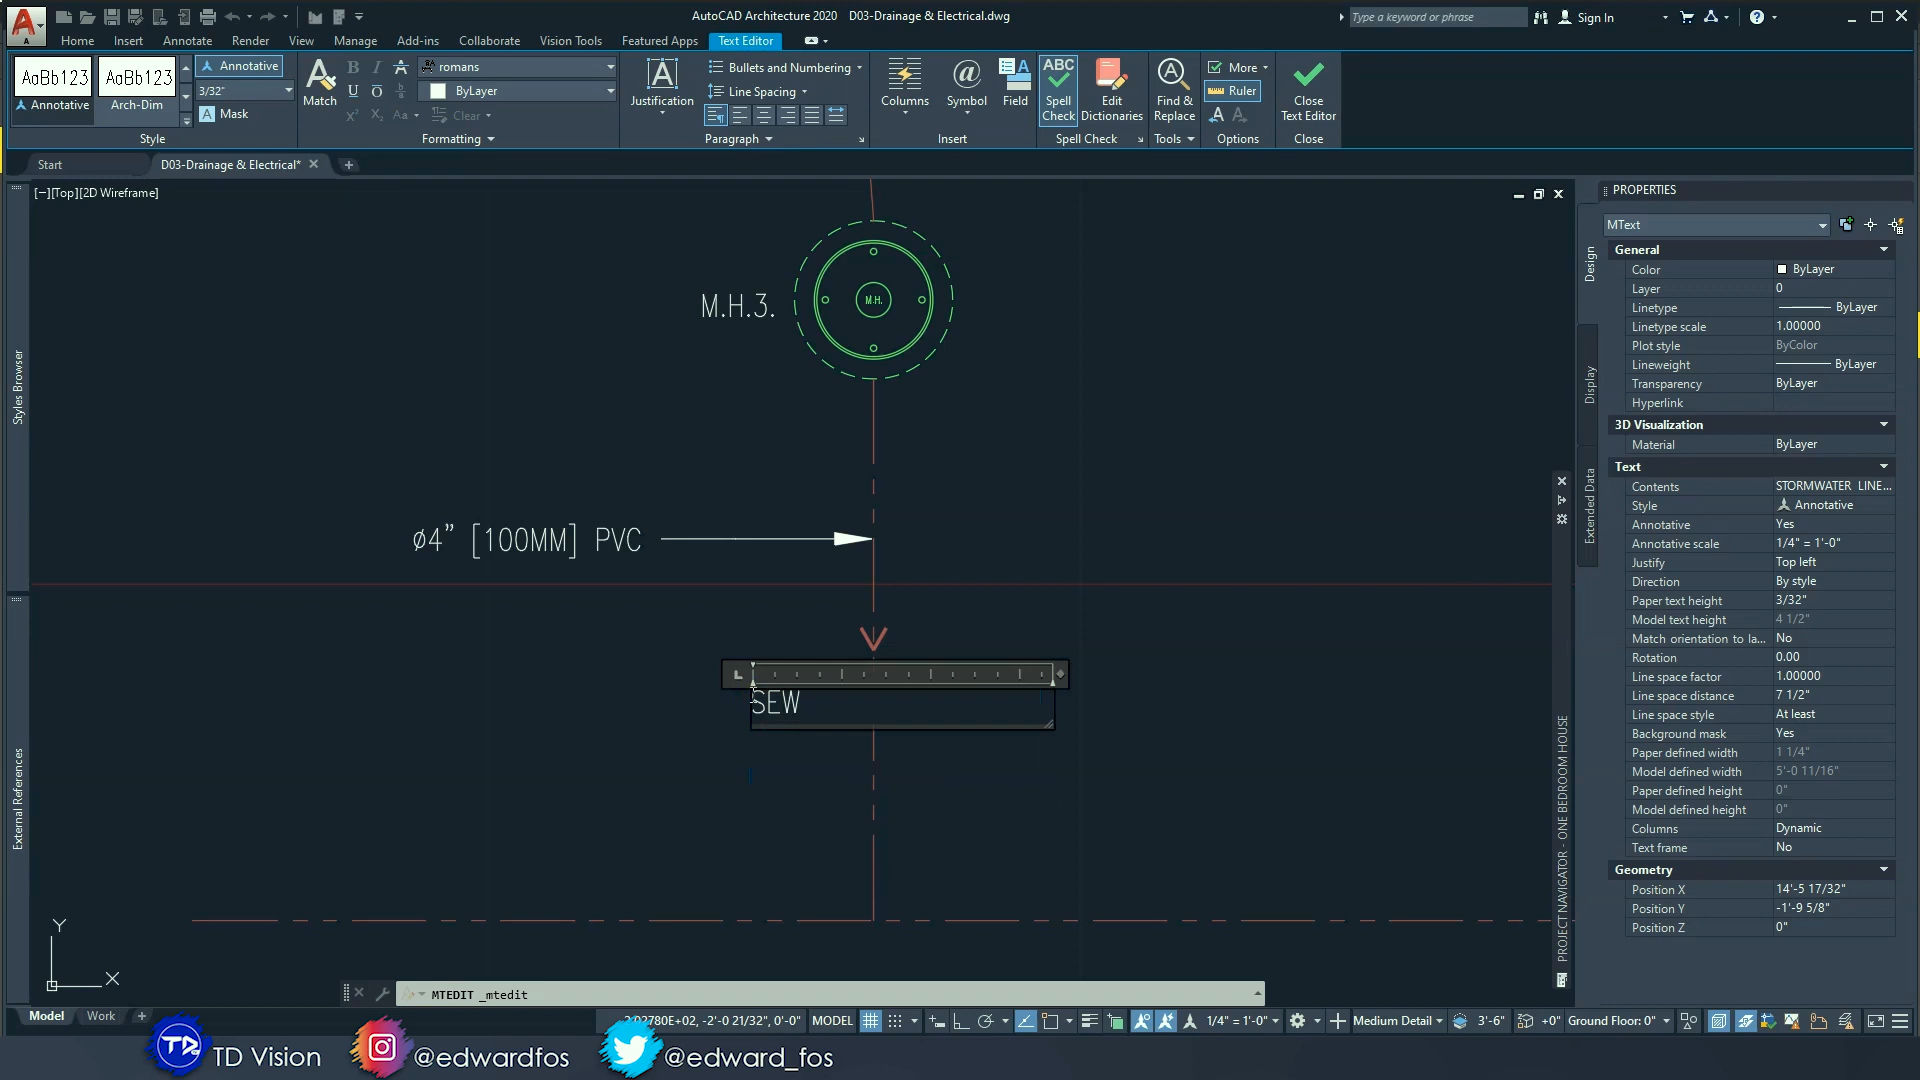 AutoCAD Architecture 2020 D03-Drainage & Electrical.dwg
Type a keyword or phrase
Sign In
Home Insert Annotate Render View Manage Add-ins Collaborate Vision Tools Featured Apps Text Editor
AaBb123 AaBb123
Annotative Arch-Dim
Annotative
3/32"
Mask
Style
Match
romans
ByLayer
Clear
Formatting
Justification
Bullets and Numbering
Line Spacing
Paragraph
Columns
Symbol
Field
Insert
ABC
Spell Check
Edit Dictionaries
Spell Check
Find & Replace
Tools
More
Ruler
Options
Close Text Editor
Close
Start
D03-Drainage & Electrical*
[−][Top][2D Wireframe]
Styles Browser
External References
M.H.3.
M.H.
ø4" [100MM] PVC
SEW
Y
X
MTEDIT _mtedit
PROJECT NAVIGATOR - ONE BEDROOM HOUSE
PROPERTIES
MText
Design
Display
Extended Data
General
Color ByLayer
Layer 0
Linetype ByLayer
Linetype scale 1.00000
Plot style ByColor
Lineweight ByLayer
Transparency ByLayer
Hyperlink
3D Visualization
Material ByLayer
Text
Contents STORMWATER LINE...
Style Annotative
Annotative Yes
Annotative scale 1/4" = 1'-0"
Justify Top left
Direction By style
Paper text height 3/32"
Model text height 4 1/2"
Match orientation to la... No
Rotation 0.00
Line space factor 1.00000
Line space distance 7 1/2"
Line space style At least
Background mask Yes
Paper defined width 1 1/4"
Model defined width 5'-0 11/16"
Paper defined height 0"
Model defined height 0"
Columns Dynamic
Text frame No
Geometry
Position X 14'-5 17/32"
Position Y -1'-9 5/8"
Position Z 0"
Model Work
02780E+02, -2'-0 21/32", 0'-0" MODEL 1/4" = 1'-0" Medium Detail 3'-6" +0" Ground Floor: 0"
TD Vision @edwardfos @edward_fos